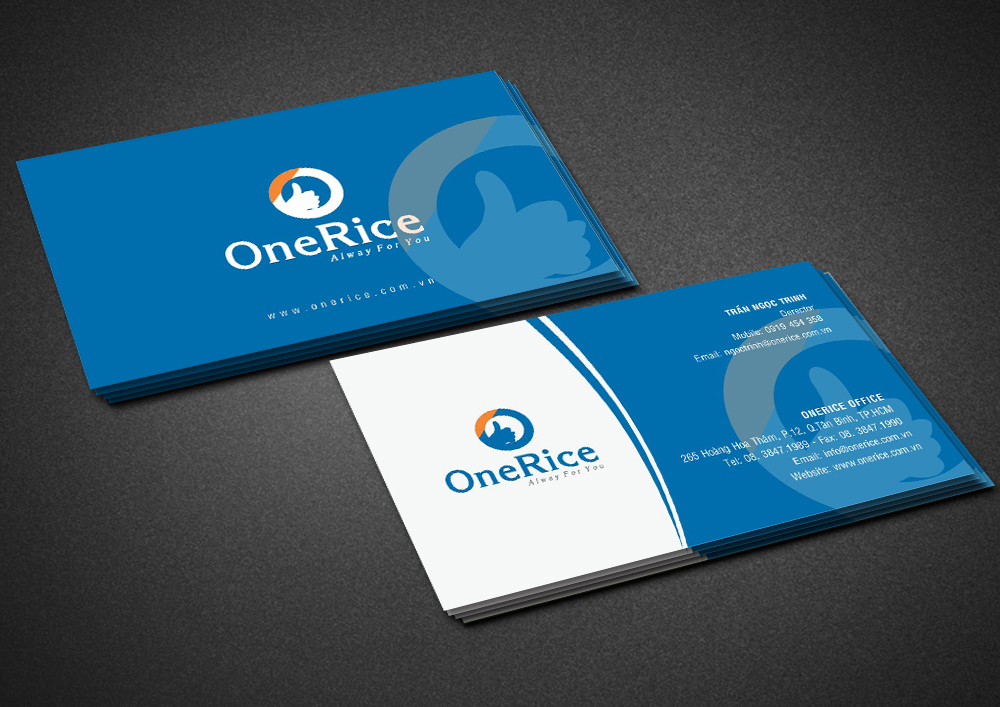 OneRice
Alway For You
www.onerice.com.vn
TRẦN NGỌC TRINH
Derector
Mobile: 0919 454 358
Email: ngoctrinh@onerice.com.vn
OneRice
Alway For You
ONERICE OFFICE
265 Hoàng Hoa Thám, P.12, Q.Tân Bình, TP.HCM
Tel: 08. 3847.1989 - Fax: 08. 3847.1990
Email: info@onerice.com.vn
Website: www.onerice.com.vn